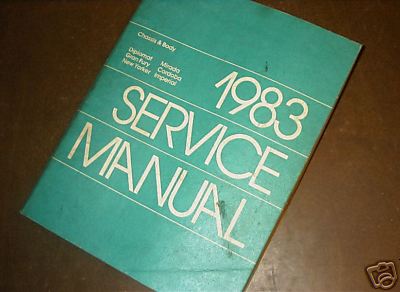 Chassis & Body
Diplomat Mirada
Gran Fury Cordoba
New Yorker Imperial
1983
SERVICE
MANUAL